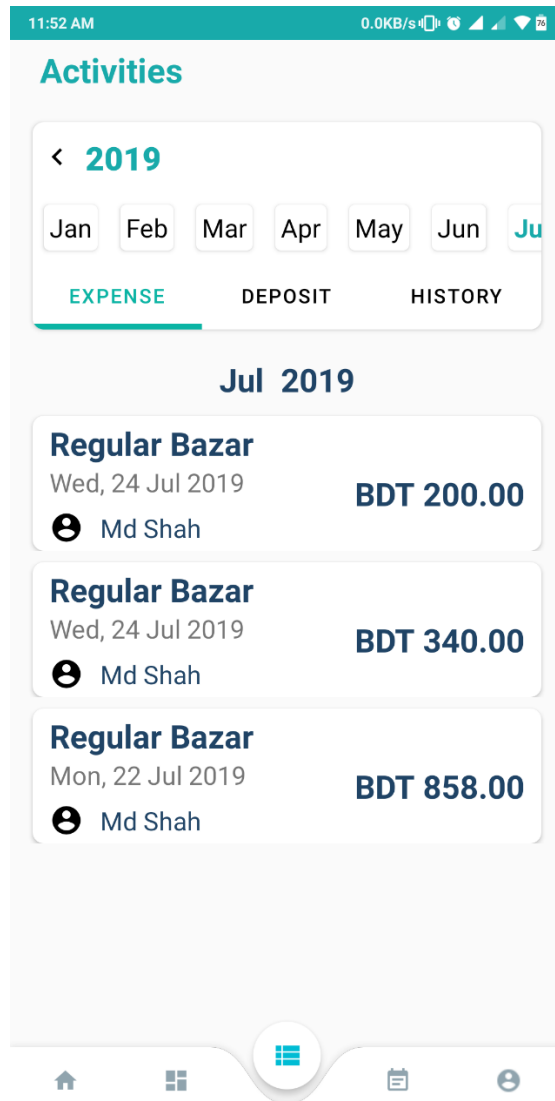 11:52 AM 0.0KB/s 76
Activities
2019
Jan Feb Mar Apr May Jun Ju
EXPENSE DEPOSIT HISTORY
Jul 2019
Regular Bazar
Wed, 24 Jul 2019
BDT 200.00
Md Shah
Regular Bazar
Wed, 24 Jul 2019
BDT 340.00
Md Shah
Regular Bazar
Mon, 22 Jul 2019
BDT 858.00
Md Shah